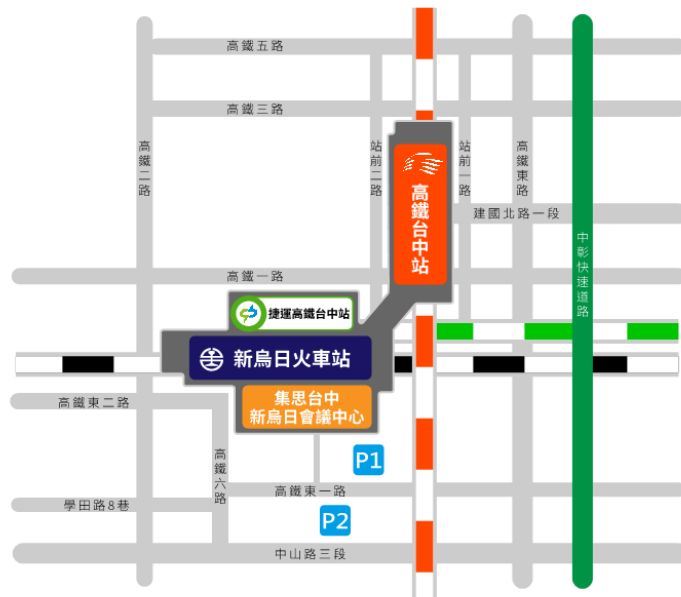 高鐵五路
高鐵三路
高鐵二路
站前二路
站前一路
高鐵東路
高鐵台中站
建國北路一段
中彰快速道路
高鐵一路
捷運高鐵台中站
新烏日火車站
集思台中
新烏日會議中心
高鐵東二路
高鐵六路
P1
高鐵東一路
學田路8巷
P2
中山路三段